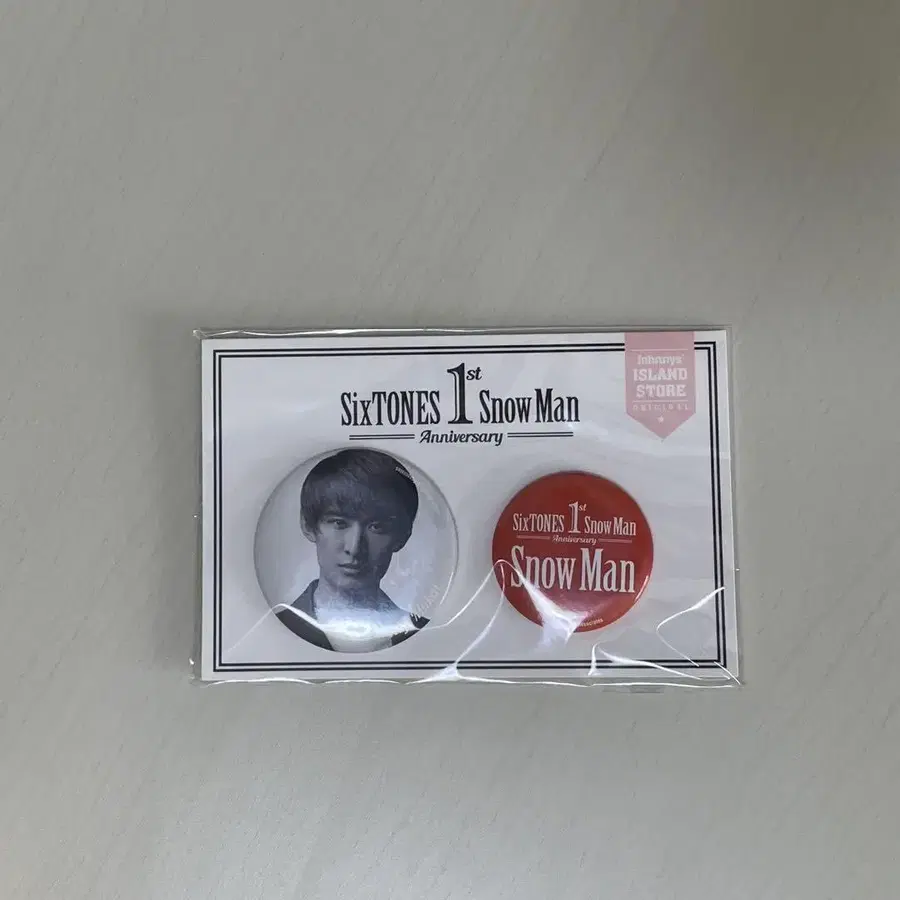 Johnnys'
ISLAND
STORE
ORIGINAL
SixTONES 1st Snow Man
Anniversary
SixTONES 1st Snow Man
Anniversary
Snow Man